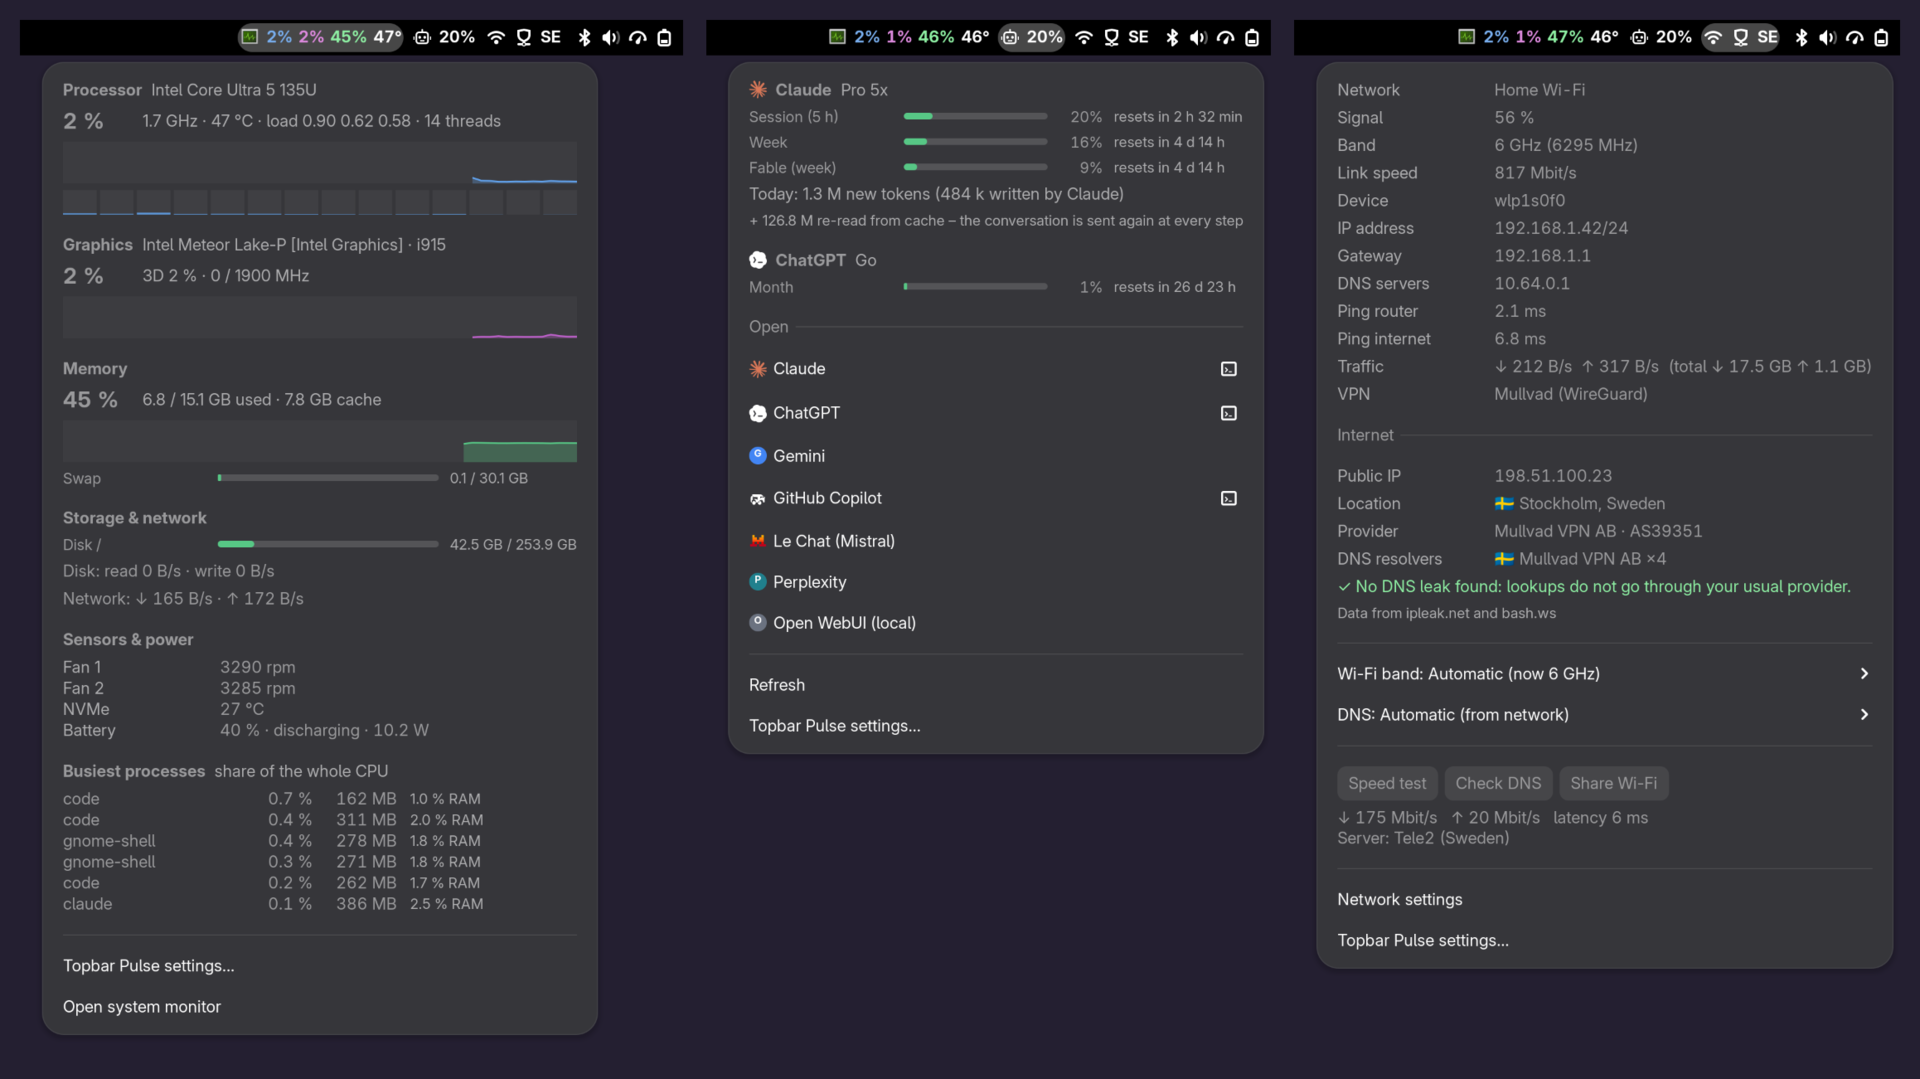 2% 2% 45% 47° 20% SE
Processor Intel Core Ultra 5 135U
2 % 1.7 GHz · 47 °C · load 0.90 0.62 0.58 · 14 threads
Graphics Intel Meteor Lake-P [Intel Graphics] · i915
2 % 3D 2 % · 0 / 1900 MHz
Memory
45 % 6.8 / 15.1 GB used · 7.8 GB cache
Swap 0.1 / 30.1 GB
Storage & network
Disk / 42.5 GB / 253.9 GB
Disk: read 0 B/s · write 0 B/s
Network: ↓ 165 B/s · ↑ 172 B/s
Sensors & power
Fan 1 3290 rpm
Fan 2 3285 rpm
NVMe 27 °C
Battery 40 % · discharging · 10.2 W
Busiest processes share of the whole CPU
code 0.7 % 162 MB 1.0 % RAM
code 0.4 % 311 MB 2.0 % RAM
gnome-shell 0.4 % 278 MB 1.8 % RAM
gnome-shell 0.3 % 271 MB 1.8 % RAM
code 0.2 % 262 MB 1.7 % RAM
claude 0.1 % 386 MB 2.5 % RAM
Topbar Pulse settings...
Open system monitor
2% 1% 46% 46° 20% SE
Claude Pro 5x
Session (5 h) 20% resets in 2 h 32 min
Week 16% resets in 4 d 14 h
Fable (week) 9% resets in 4 d 14 h
Today: 1.3 M new tokens (484 k written by Claude)
+ 126.8 M re-read from cache – the conversation is sent again at every step
ChatGPT Go
Month 1% resets in 26 d 23 h
Open
Claude
ChatGPT
G Gemini
GitHub Copilot
Le Chat (Mistral)
P Perplexity
O Open WebUI (local)
Refresh
Topbar Pulse settings...
2% 1% 47% 46° 20% SE
Network Home Wi-Fi
Signal 56 %
Band 6 GHz (6295 MHz)
Link speed 817 Mbit/s
Device wlp1s0f0
IP address 192.168.1.42/24
Gateway 192.168.1.1
DNS servers 10.64.0.1
Ping router 2.1 ms
Ping internet 6.8 ms
Traffic ↓ 212 B/s ↑ 317 B/s (total ↓ 17.5 GB ↑ 1.1 GB)
VPN Mullvad (WireGuard)
Internet
Public IP 198.51.100.23
Location 🇸🇪 Stockholm, Sweden
Provider Mullvad VPN AB · AS39351
DNS resolvers 🇸🇪 Mullvad VPN AB ×4
✓ No DNS leak found: lookups do not go through your usual provider.
Data from ipleak.net and bash.ws
Wi-Fi band: Automatic (now 6 GHz)
DNS: Automatic (from network)
Speed test Check DNS Share Wi-Fi
↓ 175 Mbit/s ↑ 20 Mbit/s latency 6 ms
Server: Tele2 (Sweden)
Network settings
Topbar Pulse settings...